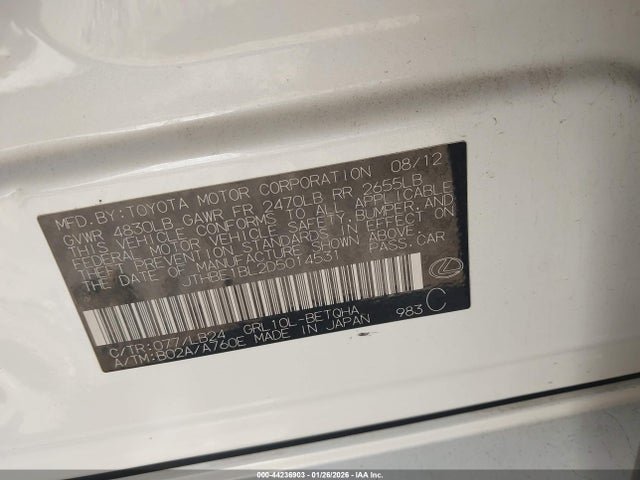 MFD.BY:TOYOTA MOTOR CORPORATION 08/12
GVWR 4830LB GAWR FR 2470LB RR 2655LB
THIS VEHICLE CONFORMS TO ALL APPLICABLE
FEDERAL MOTOR VEHICLE SAFETY, BUMPER, AND
THEFT PREVENTION STANDARDS IN EFFECT ON
THE DATE OF MANUFACTURE SHOWN ABOVE.
JTHBE1BL2D5014531 PASS.CAR
C/TR:077/LB24 GRL10L-BETQHA 983 C
A/TM:B02A/A760E MADE IN JAPAN
000-44236903 01/26/2026 IAAI.COM